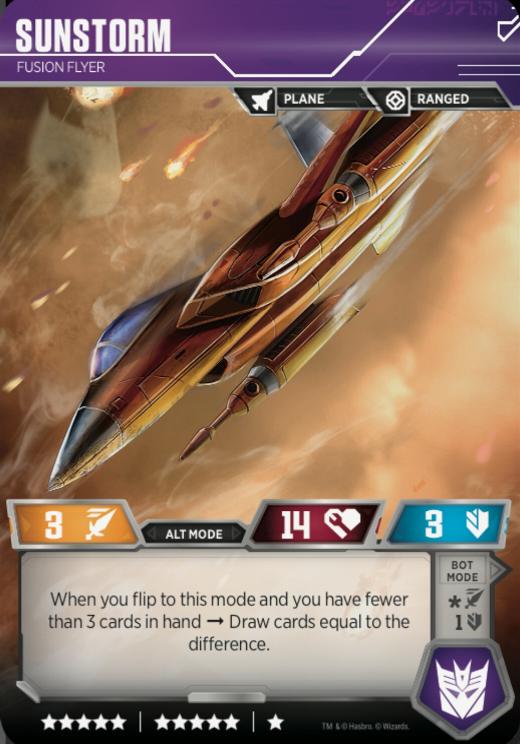 SUNSTORM
FUSION FLYER
PLANE
RANGED
3
ALT MODE
14
3
BOT
MODE
*
1
When you flip to this mode and you have fewer
than 3 cards in hand → Draw cards equal to the
difference.
★★★★★ | ★★★★★ | ★
TM & © Hasbro. © Wizards.